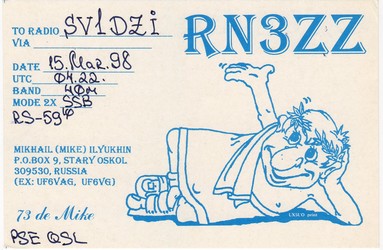 TO RADIO SV1DZI
VIA
RN3ZZ
DATE 15. Mar. 98
UTC 04.22.
BAND 40m
MODE 2X SSB
RS-59
MIKHAIL (MIKE) ILYUKHIN
P.O.BOX 9, STARY OSKOL
309530, RUSSIA
(EX: UF6VAG, UF6VG)
73 de Mike
PSE QSL